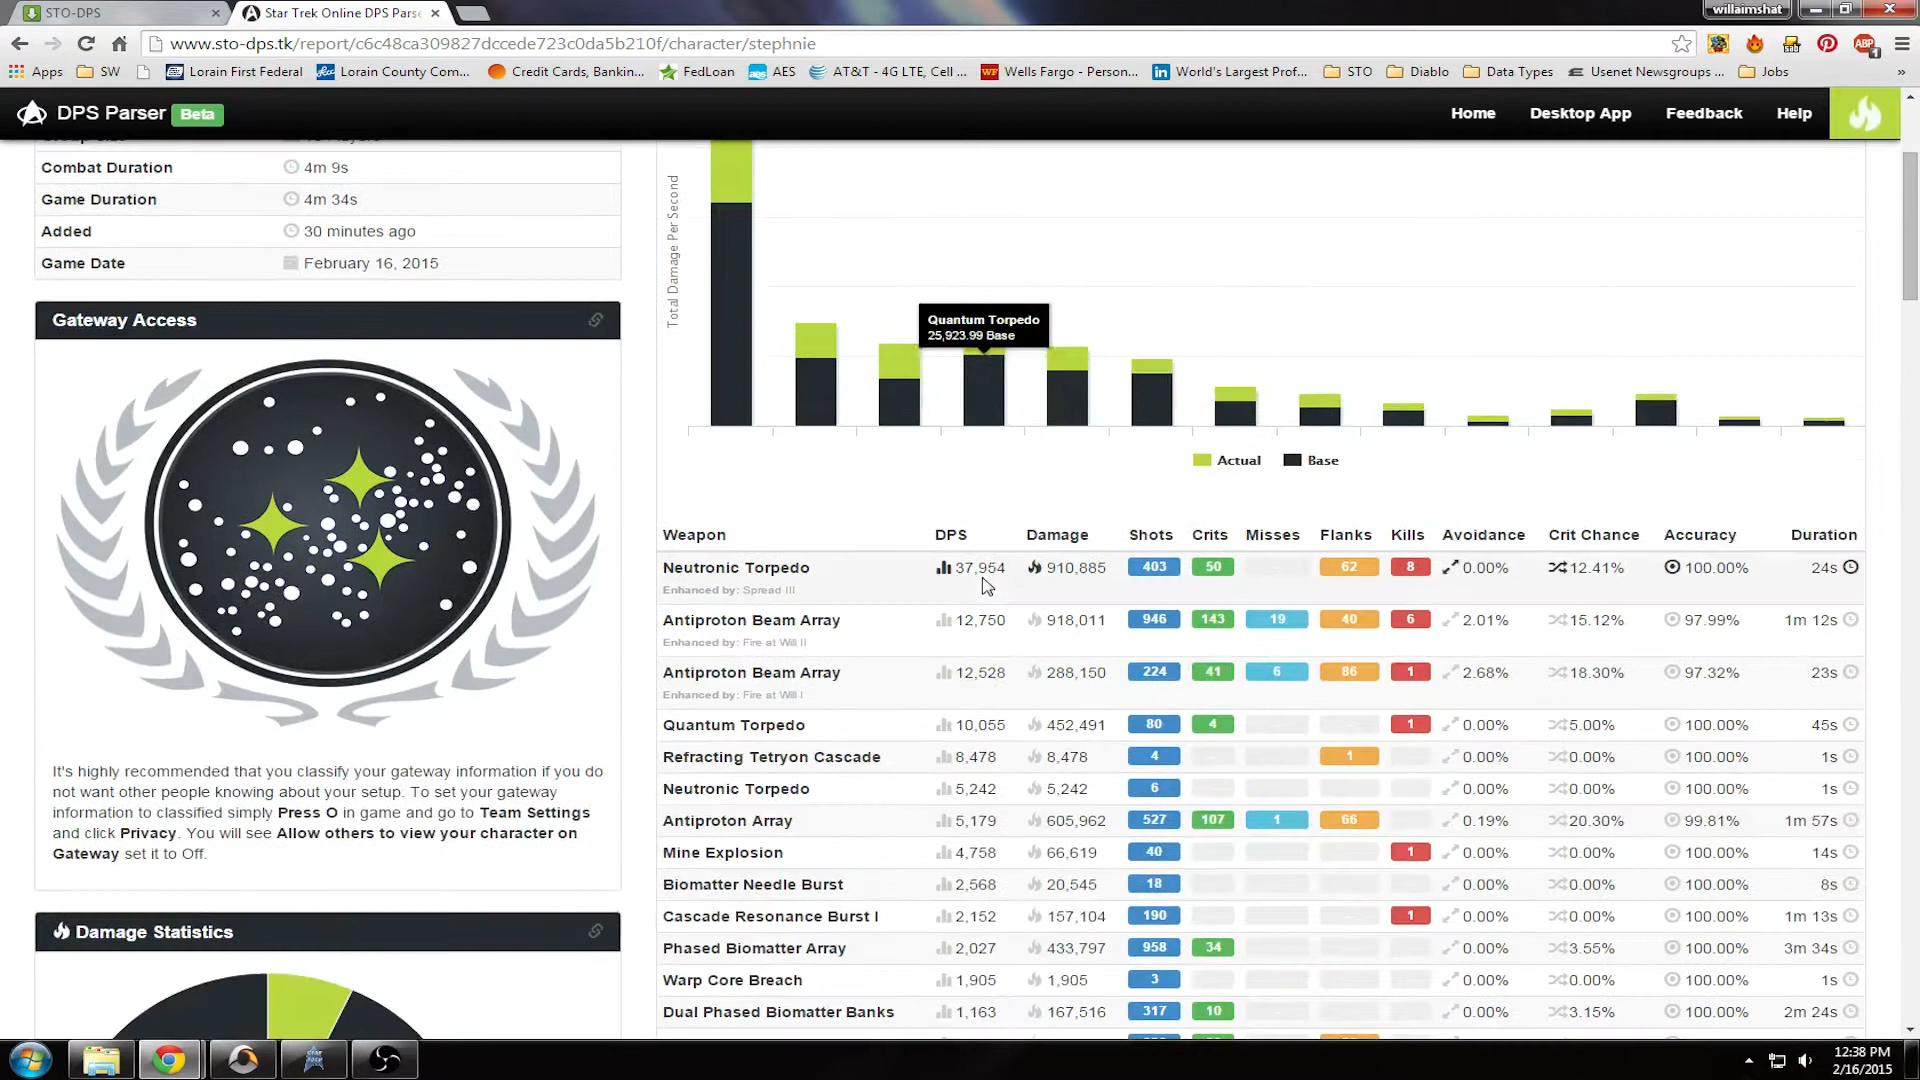 STO-DPS
Star Trek Online DPS Parse
willaimshat
www.sto-dps.tk/report/c6c48ca309827dccede723c0da5b210f/character/stephnie
ABP
1
Apps
SW
Lorain First Federal
Lorain County Com...
Credit Cards, Bankin...
FedLoan
AES
AT&T - 4G LTE, Cell ...
Wells Fargo - Person...
World's Largest Prof...
STO
Diablo
Data Types
Usenet Newsgroups ...
Jobs
»
DPS Parser Beta
Home Desktop App Feedback Help
Combat Duration 4m 9s
Game Duration 4m 34s
Added 30 minutes ago
Game Date February 16, 2015
Gateway Access
It's highly recommended that you classify your gateway information if you do
not want other people knowing about your setup. To set your gateway
information to classified simply Press O in game and go to Team Settings
and click Privacy. You will see Allow others to view your character on
Gateway set it to Off.
Damage Statistics
Total Damage Per Second
Quantum Torpedo
25,923.99 Base
Actual Base
Weapon DPS Damage Shots Crits Misses Flanks Kills Avoidance Crit Chance Accuracy Duration
Neutronic Torpedo 37,954 910,885 403 50 62 8 0.00% 12.41% 100.00% 24s
Enhanced by: Spread III
Antiproton Beam Array 12,750 918,011 946 143 19 40 6 2.01% 15.12% 97.99% 1m 12s
Enhanced by: Fire at Will II
Antiproton Beam Array 12,528 288,150 224 41 6 86 1 2.68% 18.30% 97.32% 23s
Enhanced by: Fire at Will I
Quantum Torpedo 10,055 452,491 80 4 1 0.00% 5.00% 100.00% 45s
Refracting Tetryon Cascade 8,478 8,478 4 1 0.00% 0.00% 100.00% 1s
Neutronic Torpedo 5,242 5,242 6 0.00% 0.00% 100.00% 1s
Antiproton Array 5,179 605,962 527 107 1 66 0.19% 20.30% 99.81% 1m 57s
Mine Explosion 4,758 66,619 40 1 0.00% 0.00% 100.00% 14s
Biomatter Needle Burst 2,568 20,545 18 0.00% 0.00% 100.00% 8s
Cascade Resonance Burst I 2,152 157,104 190 1 0.00% 0.00% 100.00% 1m 13s
Phased Biomatter Array 2,027 433,797 958 34 0.00% 3.55% 100.00% 3m 34s
Warp Core Breach 1,905 1,905 3 0.00% 0.00% 100.00% 1s
Dual Phased Biomatter Banks 1,163 167,516 317 10 0.00% 3.15% 100.00% 2m 24s
12:38 PM
2/16/2015